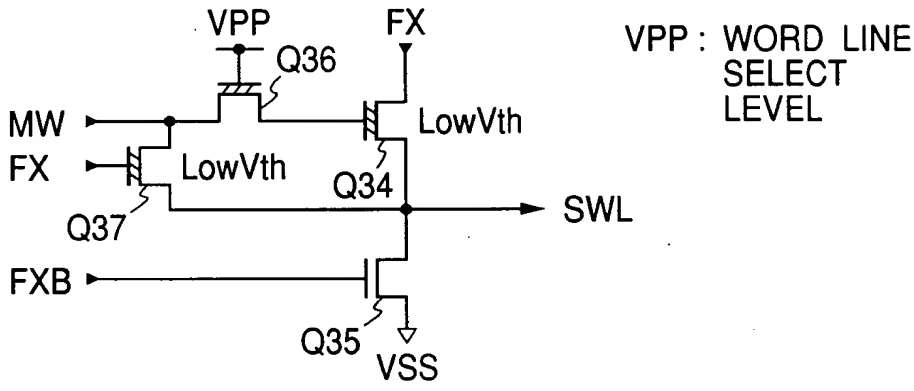 VPP
FX
VPP : WORD LINE
SELECT
LEVEL
Q36
MW
LowVth
FX
LowVth
Q34
Q37
SWL
FXB
Q35
VSS